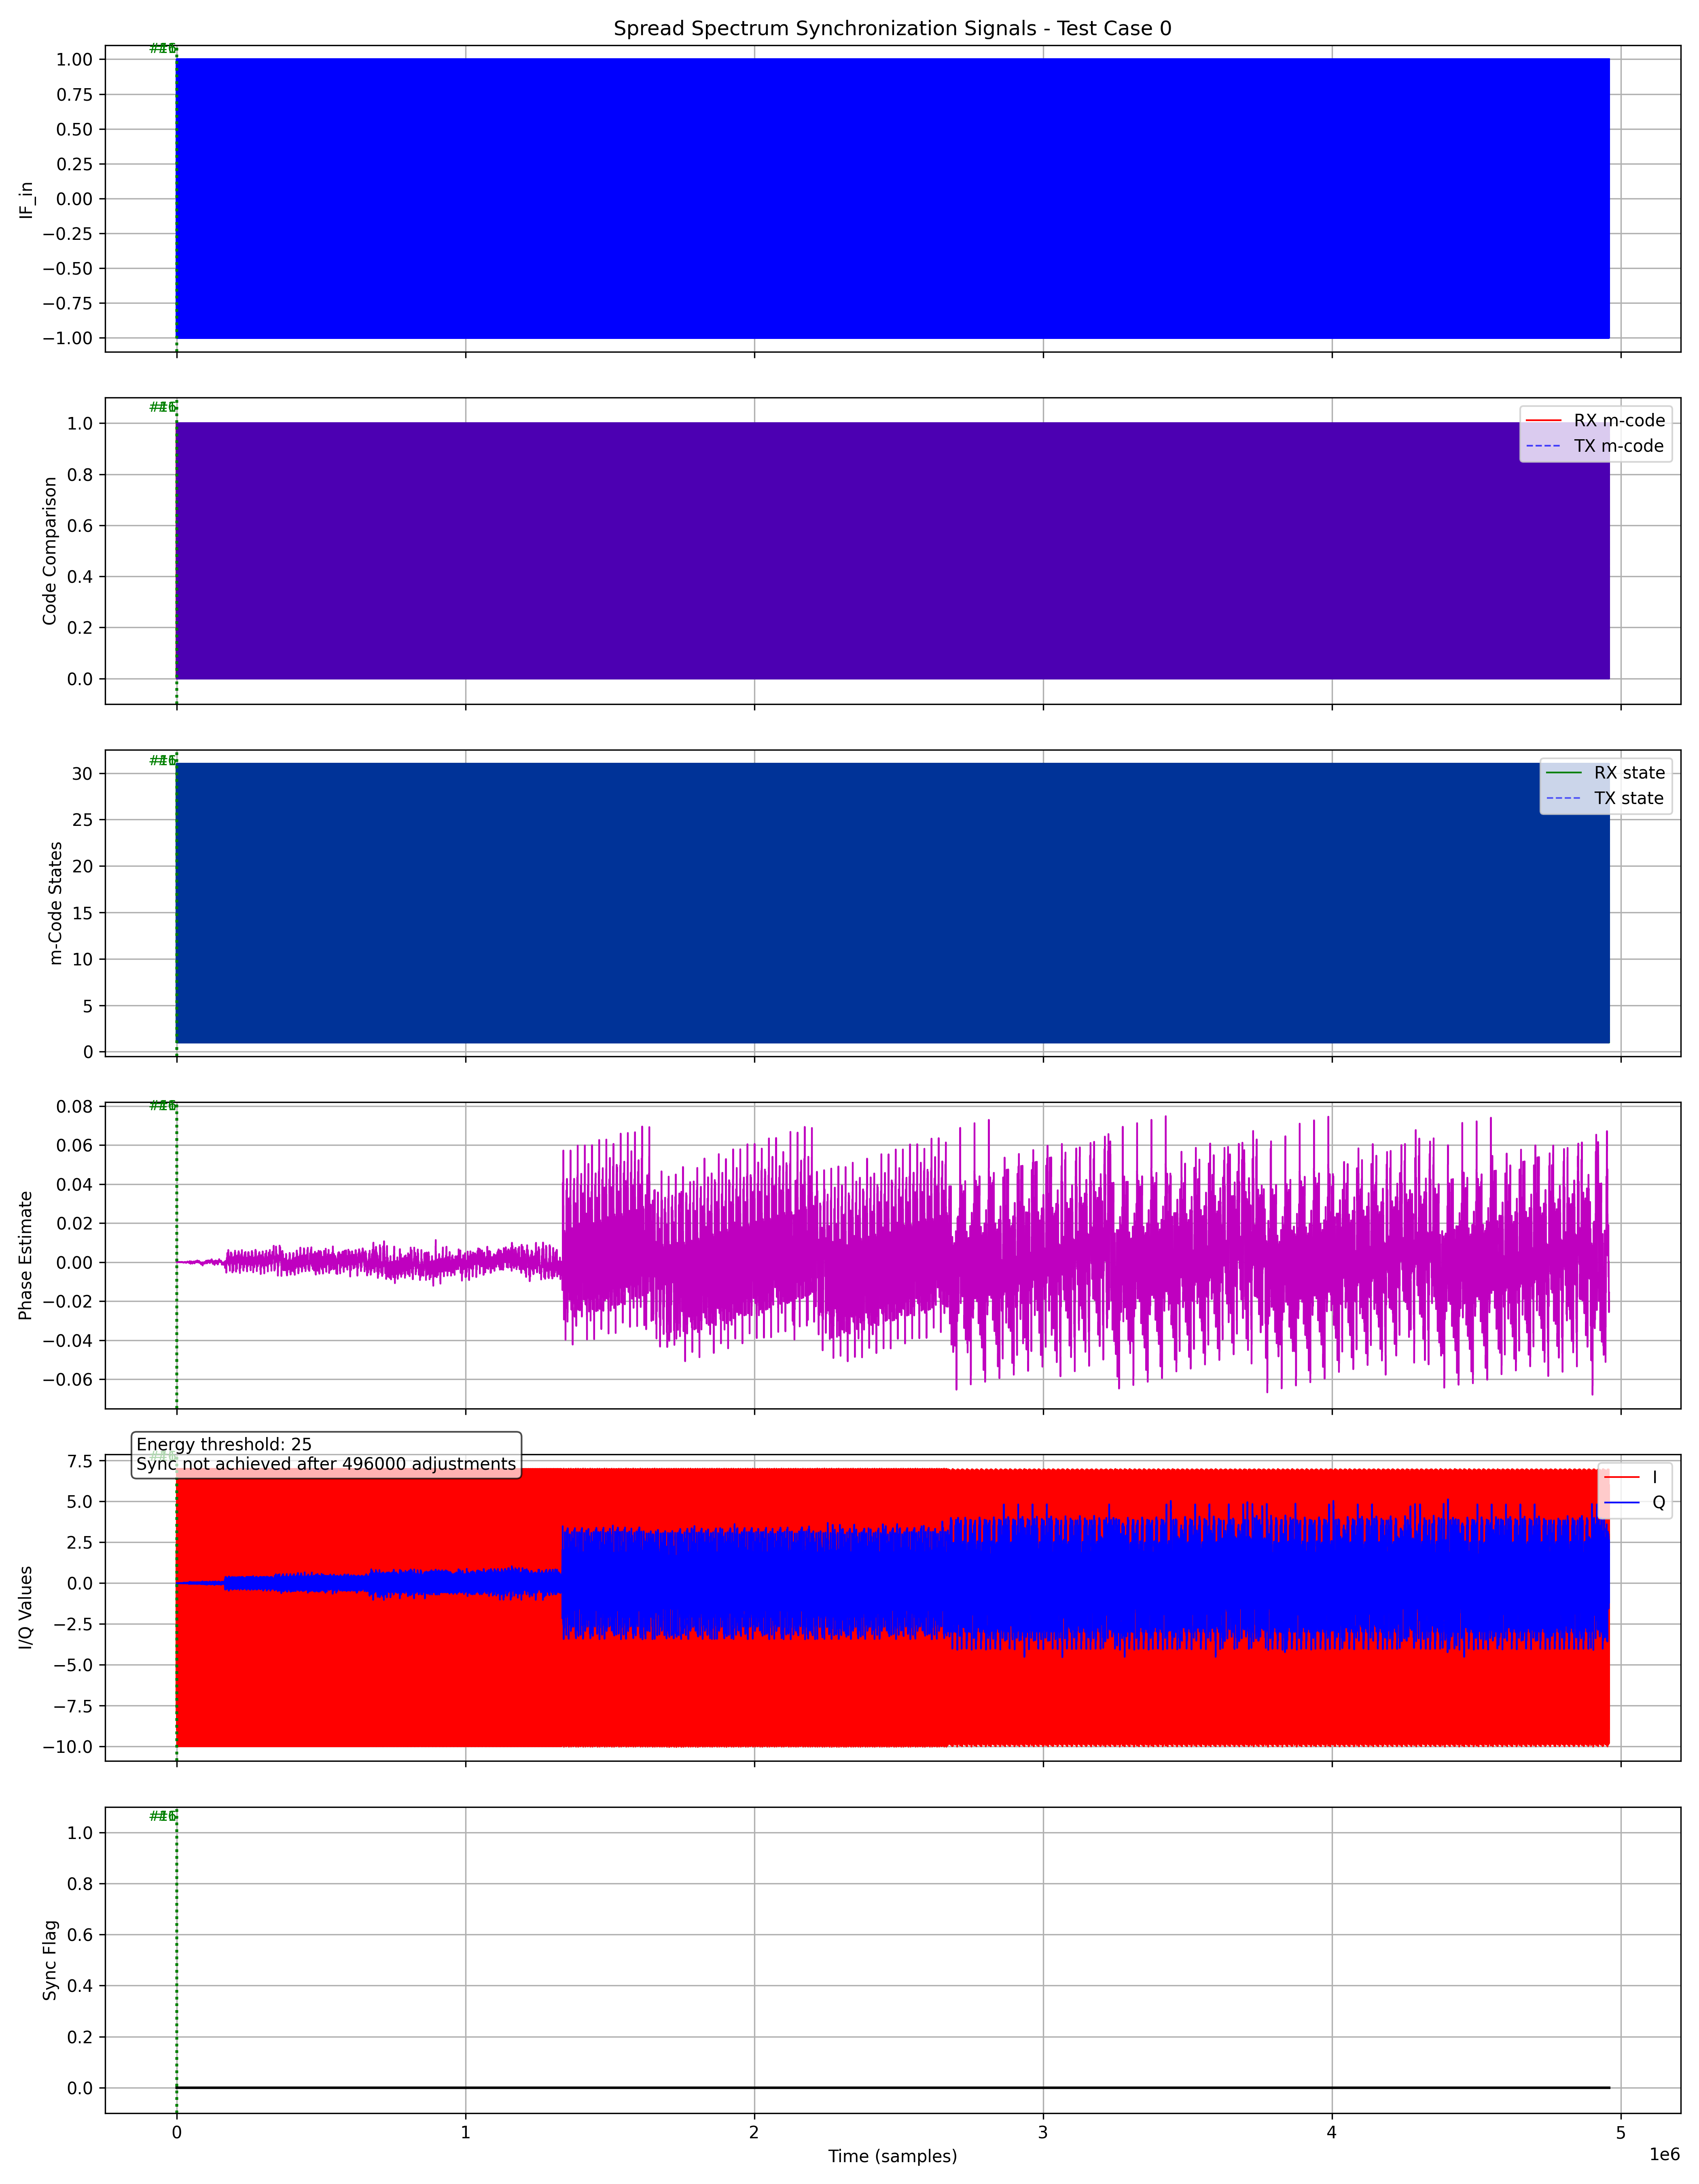 Spread Spectrum Synchronization Signals - Test Case 0
1.00
0.75
0.50
0.25
0.00
−0.25
−0.50
−0.75
−1.00
IF_in
1.0
0.8
0.6
0.4
0.2
0.0
Code Comparison
RX m-code
TX m-code
30
25
20
15
10
5
0
m-Code States
RX state
TX state
0.08
0.06
0.04
0.02
0.00
−0.02
−0.04
−0.06
Phase Estimate
Energy threshold: 25
Sync not achieved after 496000 adjustments
7.5
5.0
2.5
0.0
−2.5
−5.0
−7.5
−10.0
I/Q Values
I
Q
1.0
0.8
0.6
0.4
0.2
0.0
Sync Flag
0
1
2
3
4
5
1e6
Time (samples)